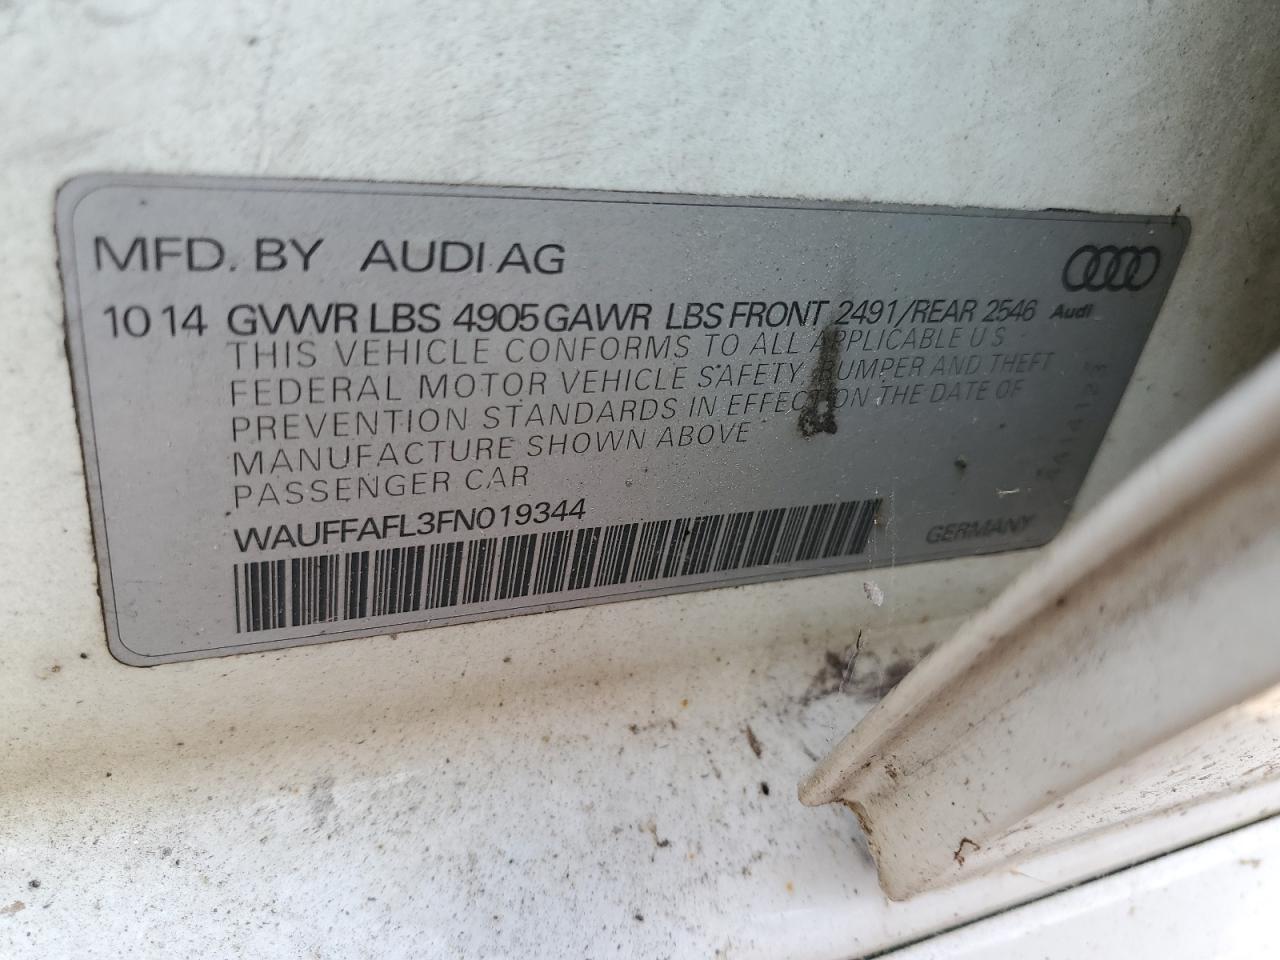 MFD. BY AUDI AG
10 14 GVWR LBS 4905 GAWR LBS FRONT 2491/REAR 2546 Audi
THIS VEHICLE CONFORMS TO ALL APPLICABLE U S
FEDERAL MOTOR VEHICLE SAFETY, BUMPER AND THEFT
PREVENTION STANDARDS IN EFFECT ON THE DATE OF
MANUFACTURE SHOWN ABOVE
PASSENGER CAR
WAUFFAFL3FN019344
GERMANY